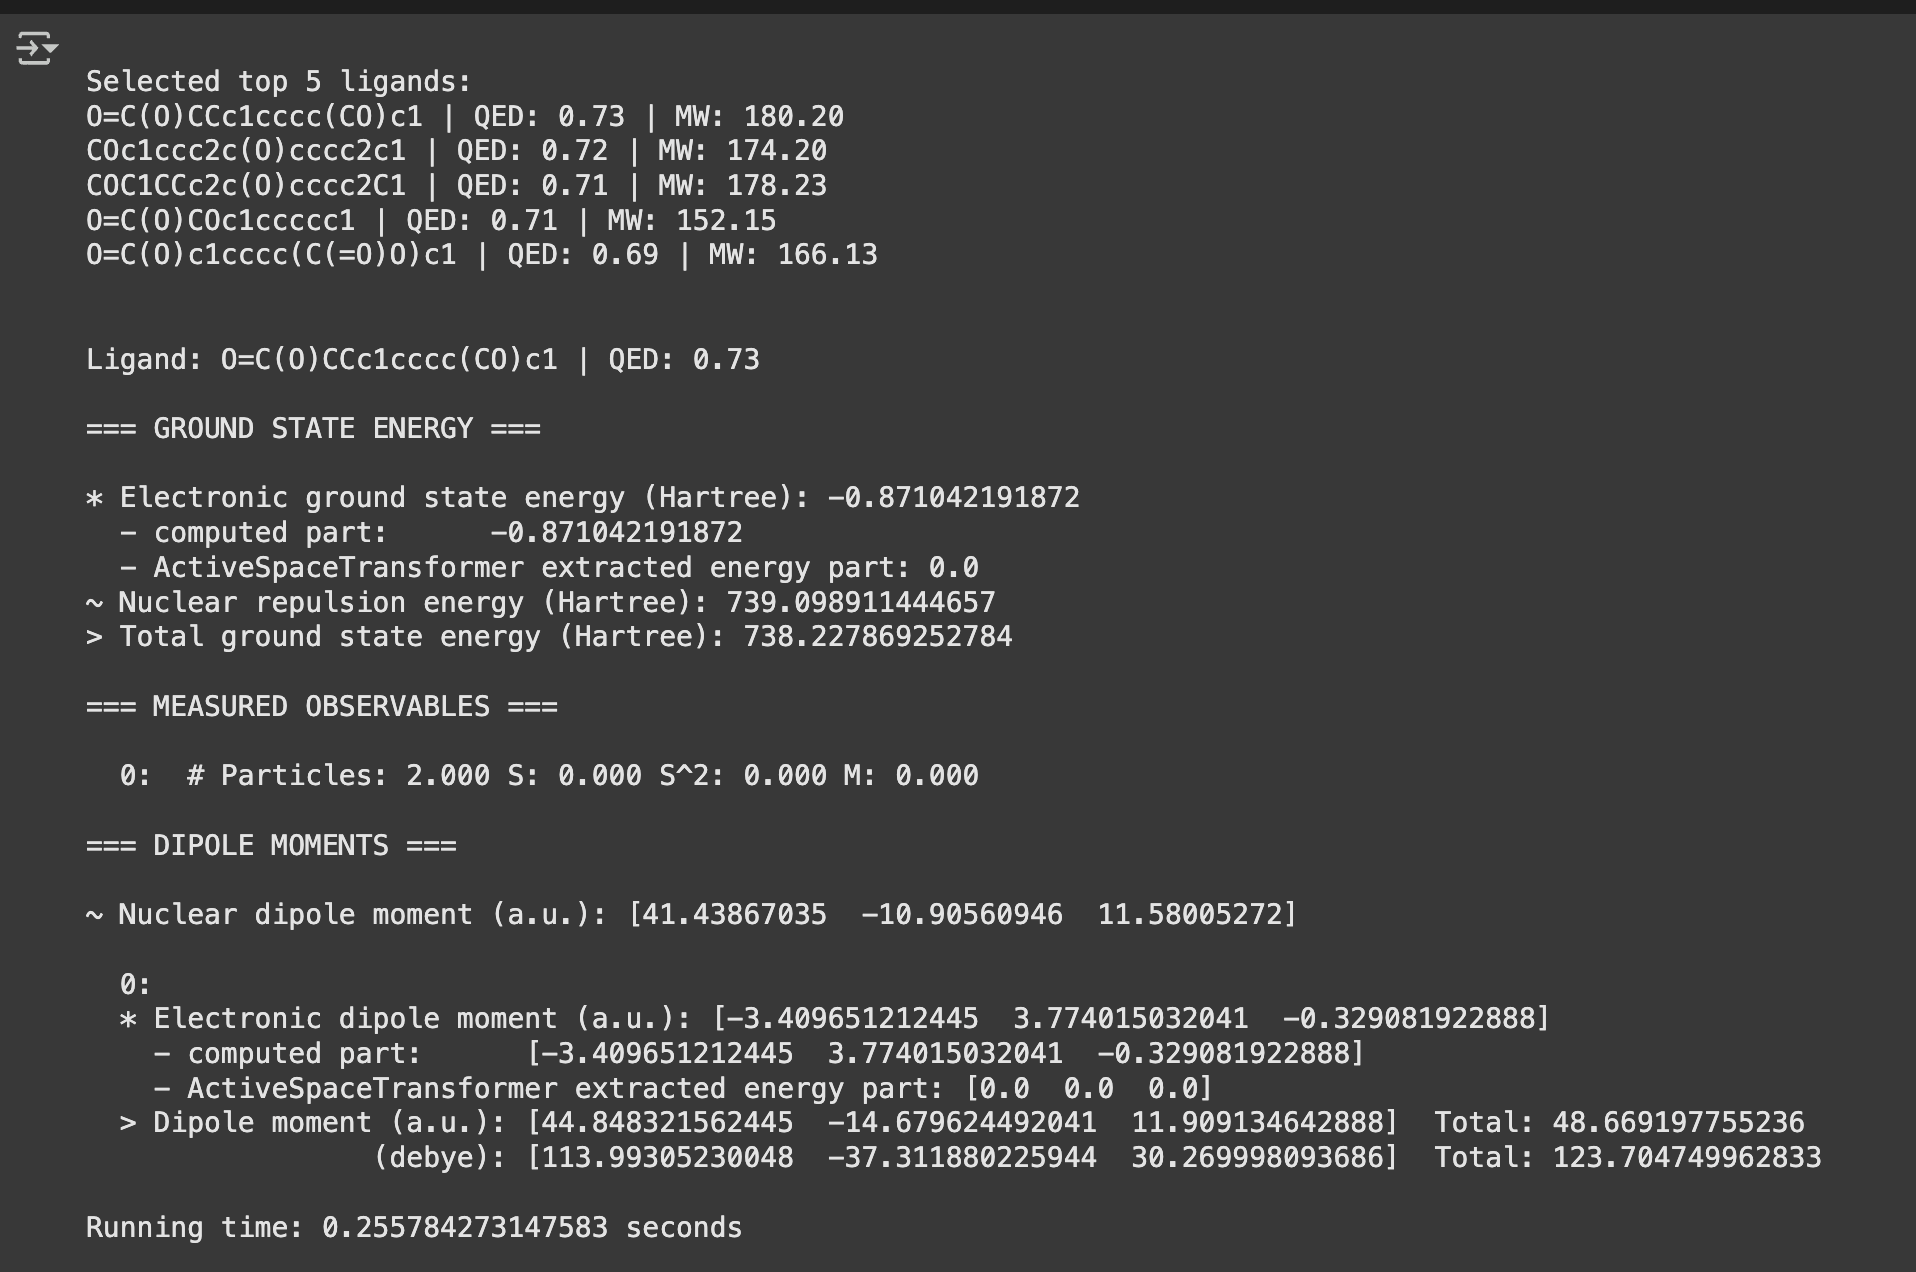 Selected top 5 ligands:
O=C(O)CCc1cccc(CO)c1 | QED: 0.73 | MW: 180.20
COc1ccc2c(O)cccc2c1 | QED: 0.72 | MW: 174.20
COC1CCc2c(O)cccc2C1 | QED: 0.71 | MW: 178.23
O=C(O)COc1ccccc1 | QED: 0.71 | MW: 152.15
O=C(O)c1cccc(C(=O)O)c1 | QED: 0.69 | MW: 166.13
Ligand: O=C(O)CCc1cccc(CO)c1 | QED: 0.73
=== GROUND STATE ENERGY ===
* Electronic ground state energy (Hartree): -0.871042191872
  - computed part:      -0.871042191872
  - ActiveSpaceTransformer extracted energy part: 0.0
~ Nuclear repulsion energy (Hartree): 739.098911444657
> Total ground state energy (Hartree): 738.227869252784
=== MEASURED OBSERVABLES ===
  0:  # Particles: 2.000 S: 0.000 S^2: 0.000 M: 0.000
=== DIPOLE MOMENTS ===
~ Nuclear dipole moment (a.u.): [41.43867035  -10.90560946  11.58005272]
  0:
  * Electronic dipole moment (a.u.): [-3.409651212445  3.774015032041  -0.329081922888]
    - computed part:      [-3.409651212445  3.774015032041  -0.329081922888]
    - ActiveSpaceTransformer extracted energy part: [0.0  0.0  0.0]
  > Dipole moment (a.u.): [44.848321562445  -14.679624492041  11.909134642888]  Total: 48.669197755236
                 (debye): [113.99305230048  -37.311880225944  30.269998093686]  Total: 123.704749962833
Running time: 0.255784273147583 seconds